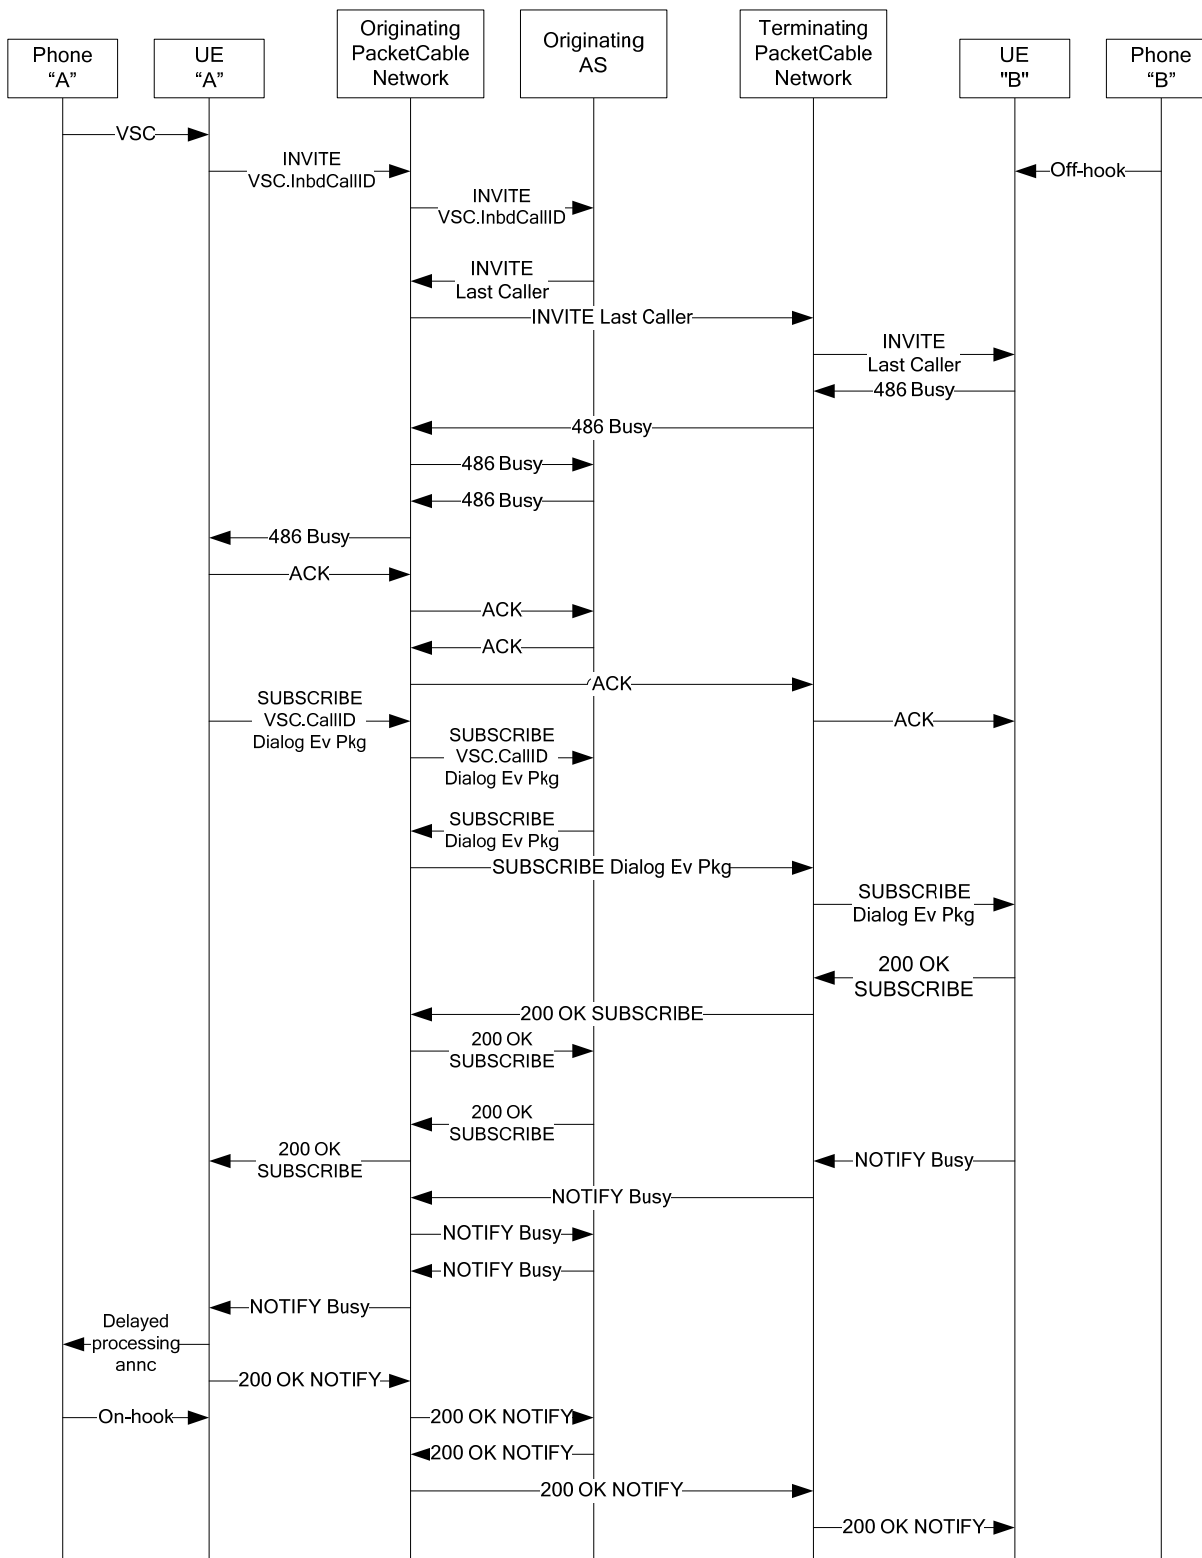 Phone
“A”
UE
“A”
Originating
PacketCable
Network
Originating
AS
Terminating
PacketCable
Network
UE
"B"
Phone
“B”
VSC
INVITE
VSC.InbdCallID
Off-hook
INVITE
VSC.InbdCallID
INVITE
Last Caller
INVITE Last Caller
INVITE
Last Caller
486 Busy
486 Busy
486 Busy
486 Busy
486 Busy
ACK
ACK
ACK
ACK
SUBSCRIBE
VSC.CallID
Dialog Ev Pkg
ACK
SUBSCRIBE
VSC.CallID
Dialog Ev Pkg
SUBSCRIBE
Dialog Ev Pkg
SUBSCRIBE Dialog Ev Pkg
SUBSCRIBE
Dialog Ev Pkg
200 OK
SUBSCRIBE
200 OK SUBSCRIBE
200 OK
SUBSCRIBE
200 OK
SUBSCRIBE
200 OK
SUBSCRIBE
NOTIFY Busy
NOTIFY Busy
NOTIFY Busy
NOTIFY Busy
NOTIFY Busy
Delayed
processing
annc
200 OK NOTIFY
On-hook
200 OK NOTIFY
200 OK NOTIFY
200 OK NOTIFY
200 OK NOTIFY